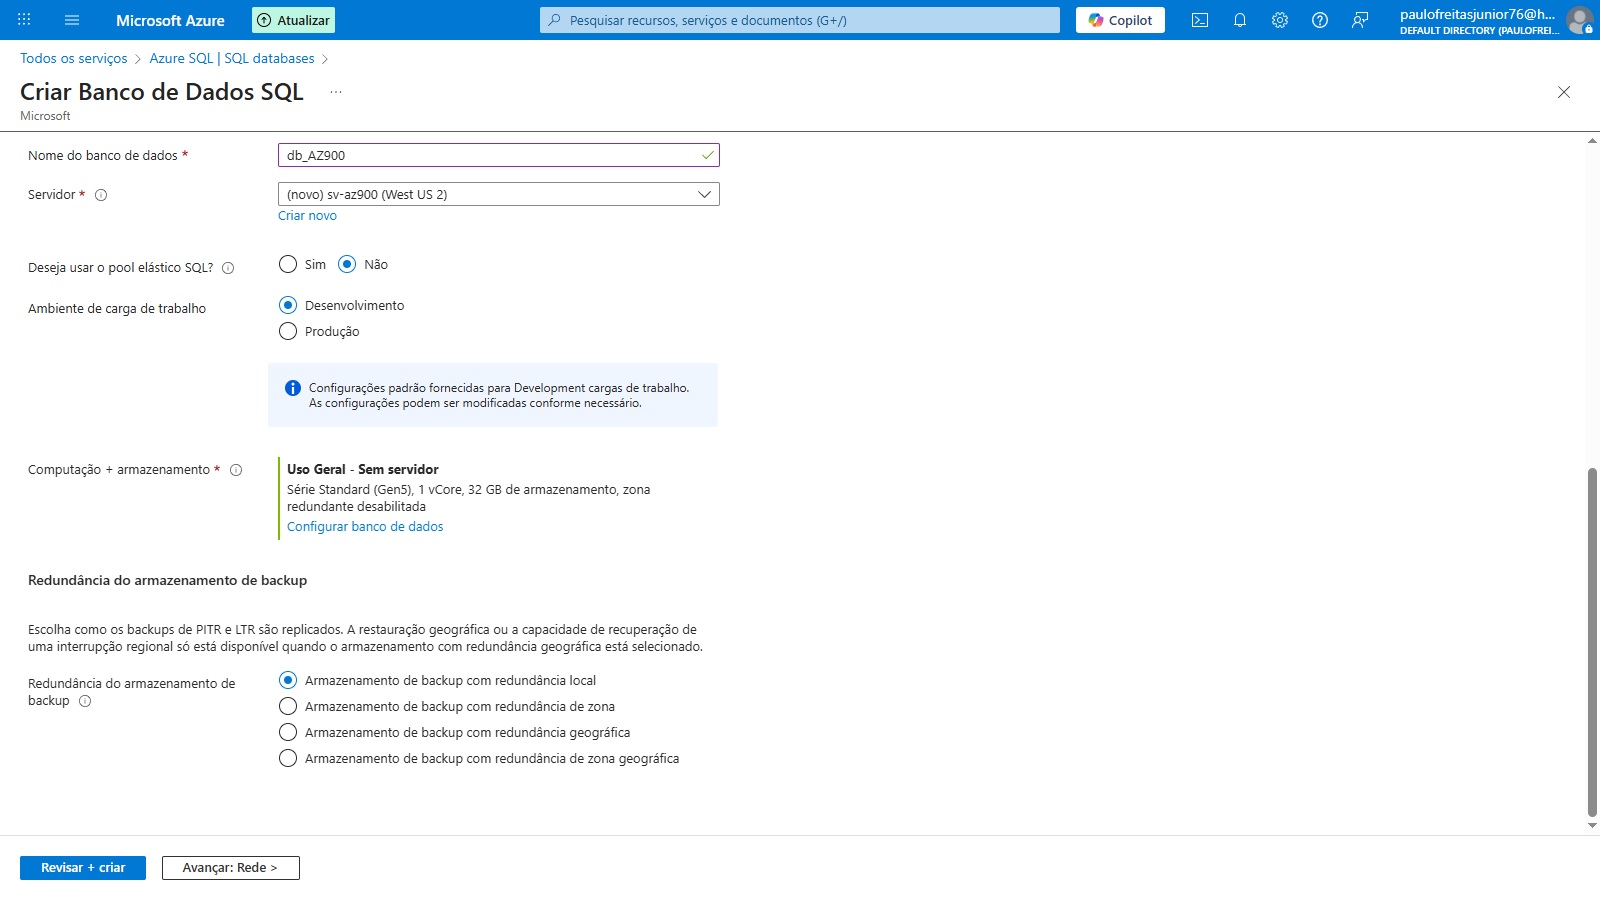 Microsoft Azure
Atualizar
Pesquisar recursos, serviços e documentos (G+/)
Copilot
paulofreitasjunior76@h...
DEFAULT DIRECTORY (PAULOFREI...
Todos os serviços > Azure SQL | SQL databases >
Criar Banco de Dados SQL ...
Microsoft
Nome do banco de dados *
db_AZ900
Servidor *
(novo) sv-az900 (West US 2)
Criar novo
Deseja usar o pool elástico SQL?
Sim
Não
Ambiente de carga de trabalho
Desenvolvimento
Produção
Configurações padrão fornecidas para Development cargas de trabalho.
As configurações podem ser modificadas conforme necessário.
Computação + armazenamento *
Uso Geral - Sem servidor
Série Standard (Gen5), 1 vCore, 32 GB de armazenamento, zona
redundante desabilitada
Configurar banco de dados
Redundância do armazenamento de backup
Escolha como os backups de PITR e LTR são replicados. A restauração geográfica ou a capacidade de recuperação de
uma interrupção regional só está disponível quando o armazenamento com redundância geográfica está selecionado.
Redundância do armazenamento de
backup
Armazenamento de backup com redundância local
Armazenamento de backup com redundância de zona
Armazenamento de backup com redundância geográfica
Armazenamento de backup com redundância de zona geográfica
Revisar + criar
Avançar: Rede >